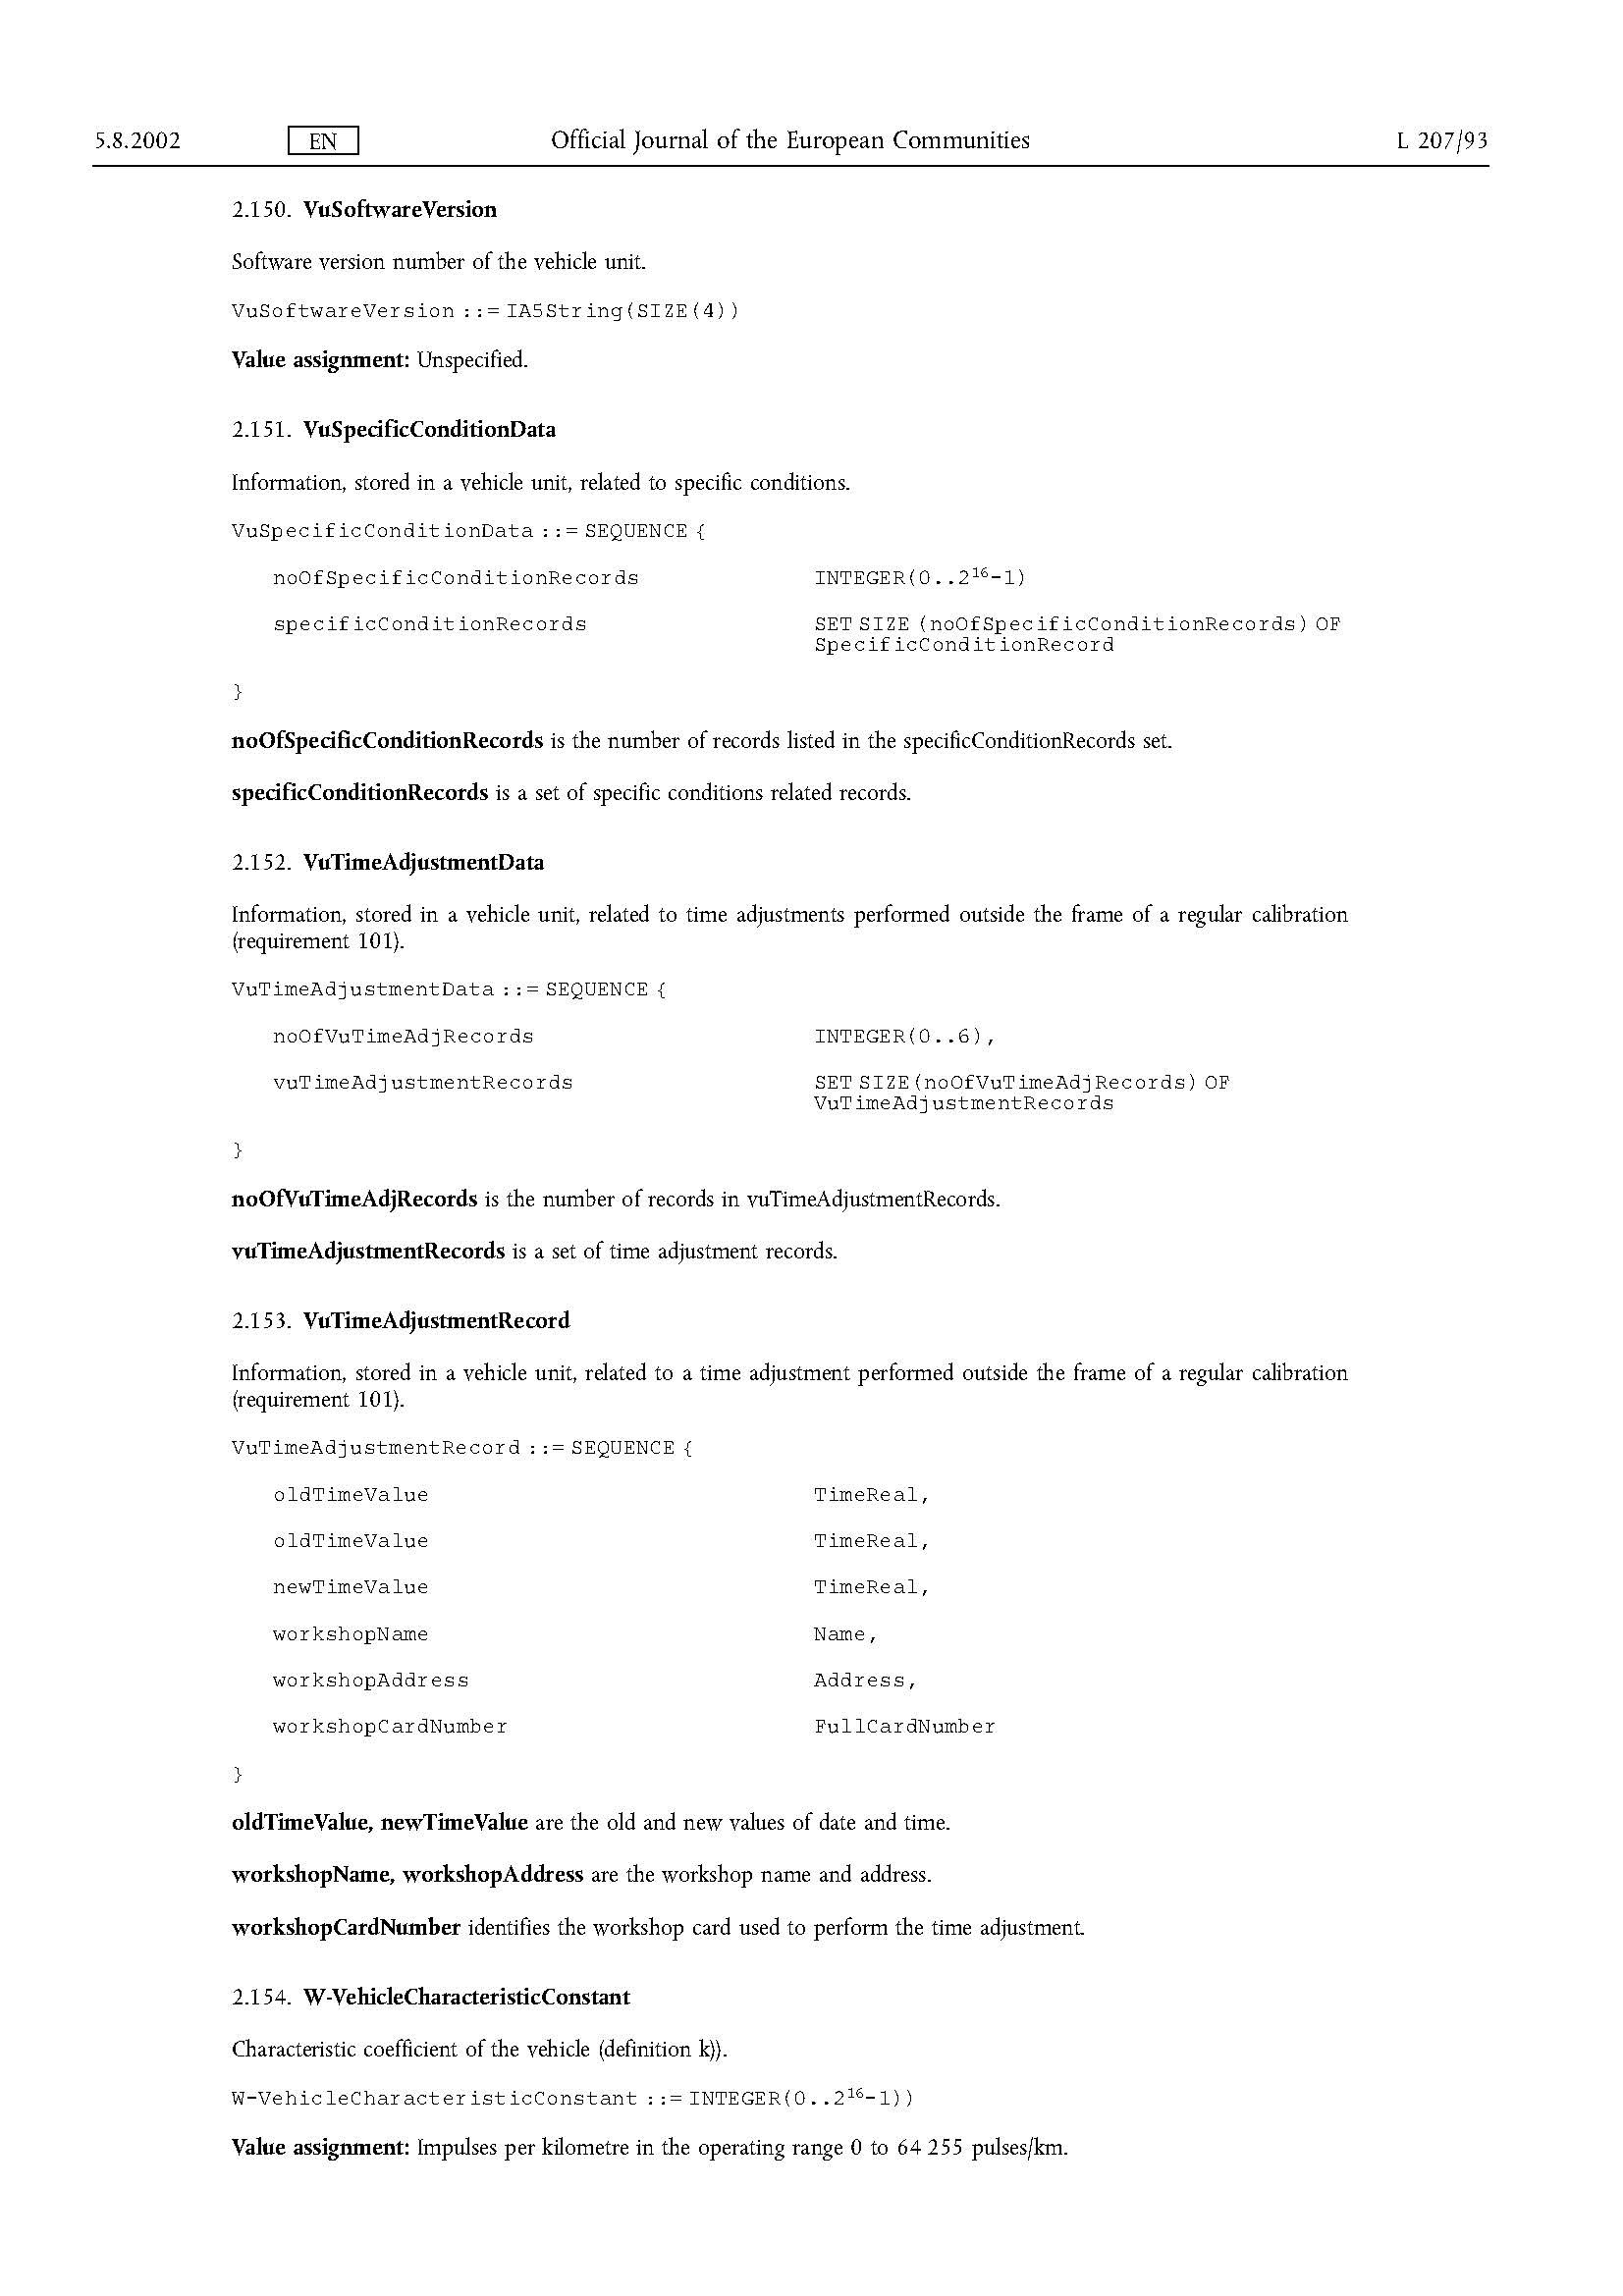 5.8.2002 EN Official Journal of the European Communities L 207/93
2.150. VuSoftwareVersion
Software version number of the vehicle unit.
VuSoftwareVersion ::= IA5String(SIZE(4))
Value assignment: Unspecified.
2.151. VuSpecificConditionData
Information, stored in a vehicle unit, related to specific conditions.
VuSpecificConditionData ::= SEQUENCE {
noOfSpecificConditionRecords INTEGER(0..2¹⁶-1)
specificConditionRecords SET SIZE (noOfSpecificConditionRecords) OF
SpecificConditionRecord
}
noOfSpecificConditionRecords is the number of records listed in the specificConditionRecords set.
specificConditionRecords is a set of specific conditions related records.
2.152. VuTimeAdjustmentData
Information, stored in a vehicle unit, related to time adjustments performed outside the frame of a regular calibration
(requirement 101).
VuTimeAdjustmentData ::= SEQUENCE {
noOfVuTimeAdjRecords INTEGER(0..6),
vuTimeAdjustmentRecords SET SIZE(noOfVuTimeAdjRecords) OF
VuTimeAdjustmentRecords
}
noOfVuTimeAdjRecords is the number of records in vuTimeAdjustmentRecords.
vuTimeAdjustmentRecords is a set of time adjustment records.
2.153. VuTimeAdjustmentRecord
Information, stored in a vehicle unit, related to a time adjustment performed outside the frame of a regular calibration
(requirement 101).
VuTimeAdjustmentRecord ::= SEQUENCE {
oldTimeValue TimeReal,
oldTimeValue TimeReal,
newTimeValue TimeReal,
workshopName Name,
workshopAddress Address,
workshopCardNumber FullCardNumber
}
oldTimeValue, newTimeValue are the old and new values of date and time.
workshopName, workshopAddress are the workshop name and address.
workshopCardNumber identifies the workshop card used to perform the time adjustment.
2.154. W-VehicleCharacteristicConstant
Characteristic coefficient of the vehicle (definition k)).
W-VehicleCharacteristicConstant ::= INTEGER(0..2¹⁶-1))
Value assignment: Impulses per kilometre in the operating range 0 to 64 255 pulses/km.